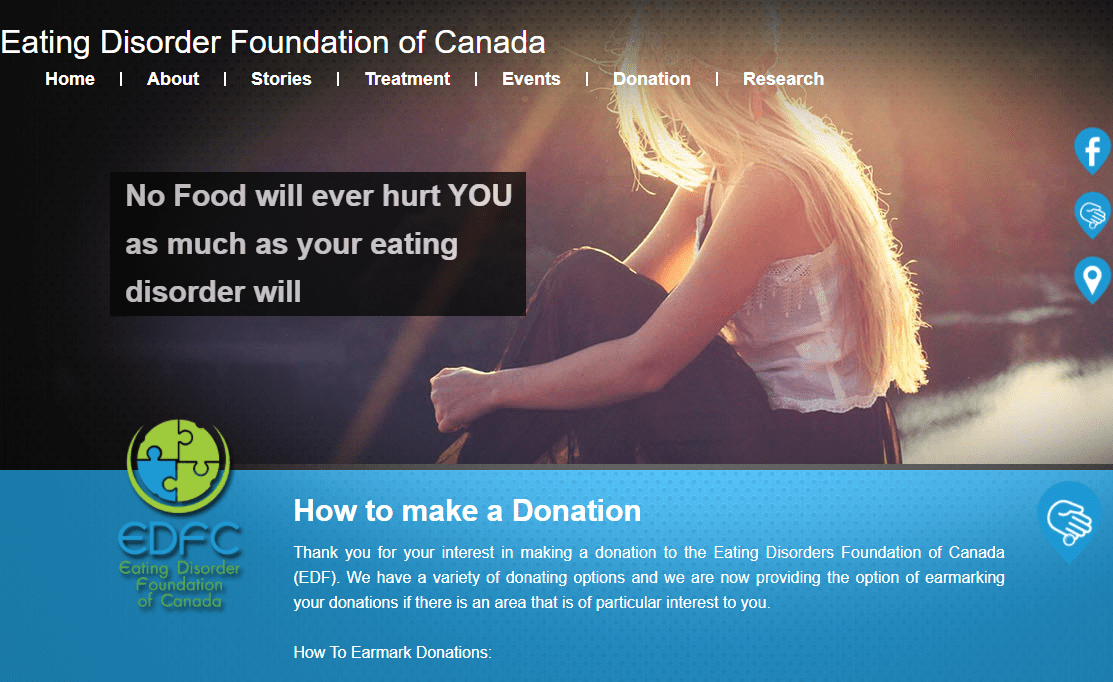 Eating Disorder Foundation of Canada
Home | About | Stories | Treatment | Events | Donation | Research
f
No Food will ever hurt YOU
as much as your eating
disorder will
EDFC
Eating Disorder
Foundation
of Canada
How to make a Donation
Thank you for your interest in making a donation to the Eating Disorders Foundation of Canada
(EDF). We have a variety of donating options and we are now providing the option of earmarking
your donations if there is an area that is of particular interest to you.
How To Earmark Donations: